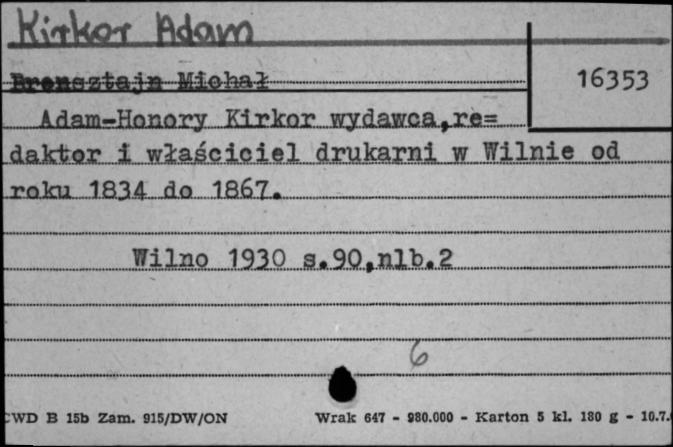 Kirkor Adam
Brensztajn Michał
16353
Adam-Honory Kirkor wydawca,re=
daktor i właściciel drukarni w Wilnie od
roku 1834 do 1867.
Wilno 1930 s.90,nlb.2
6
CWD B 15b Zam. 915/DW/ON Wrak 647 - 980.000 - Karton 5 kl. 180 g - 10.7.